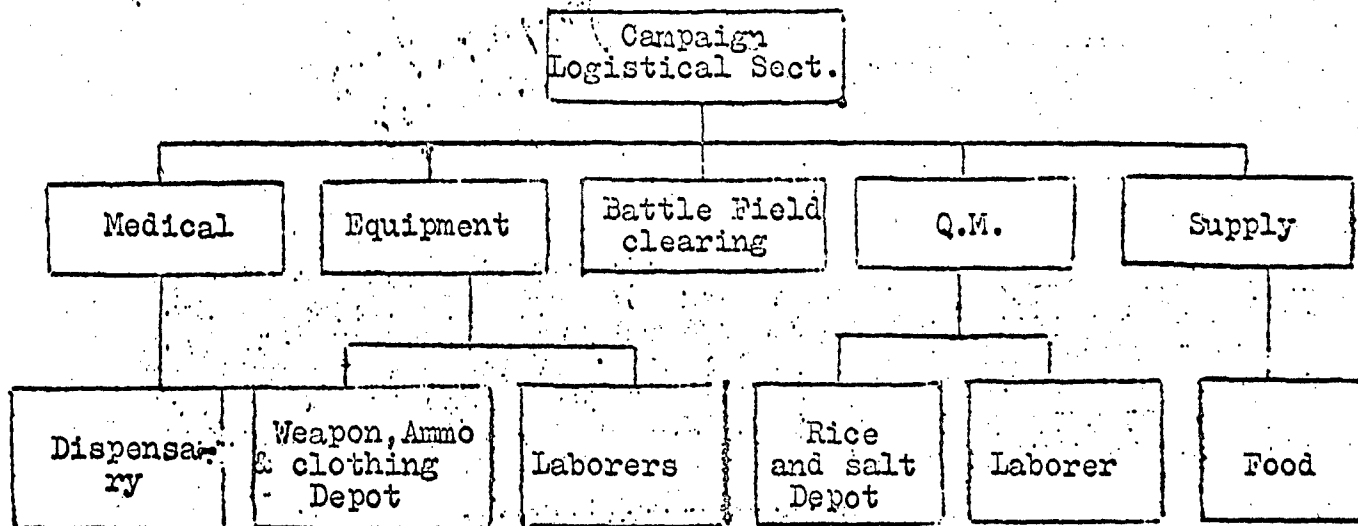 Campaign
Logistical Sect.
Medical
Equipment
Battle Field
clearing
Q.M.
Supply
Dispensa-
ry
Weapon, Ammo
& clothing
Depot
Laborers
Rice
and salt
Depot
Laborer
Food